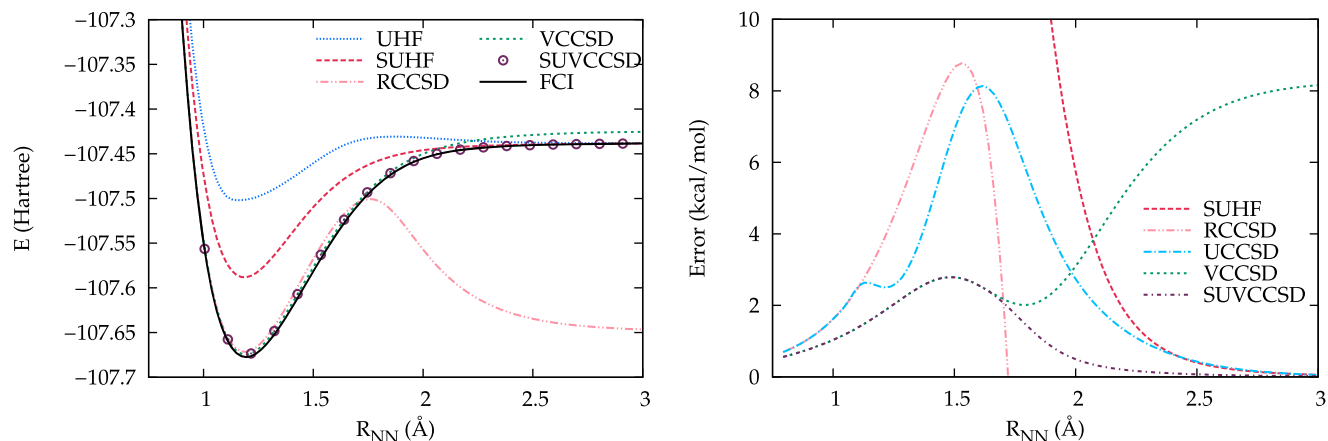 −107.3
−107.35
−107.4
−107.45
−107.5
−107.55
−107.6
−107.65
−107.7
E (Hartree)
UHF
SUHF
RCCSD
VCCSD
SUVCCSD
FCI
1
1.5
2
2.5
3
R_NN (Å)
10
8
6
4
2
0
Error (kcal/mol)
SUHF
RCCSD
UCCSD
VCCSD
SUVCCSD
1
1.5
2
2.5
3
R_NN (Å)